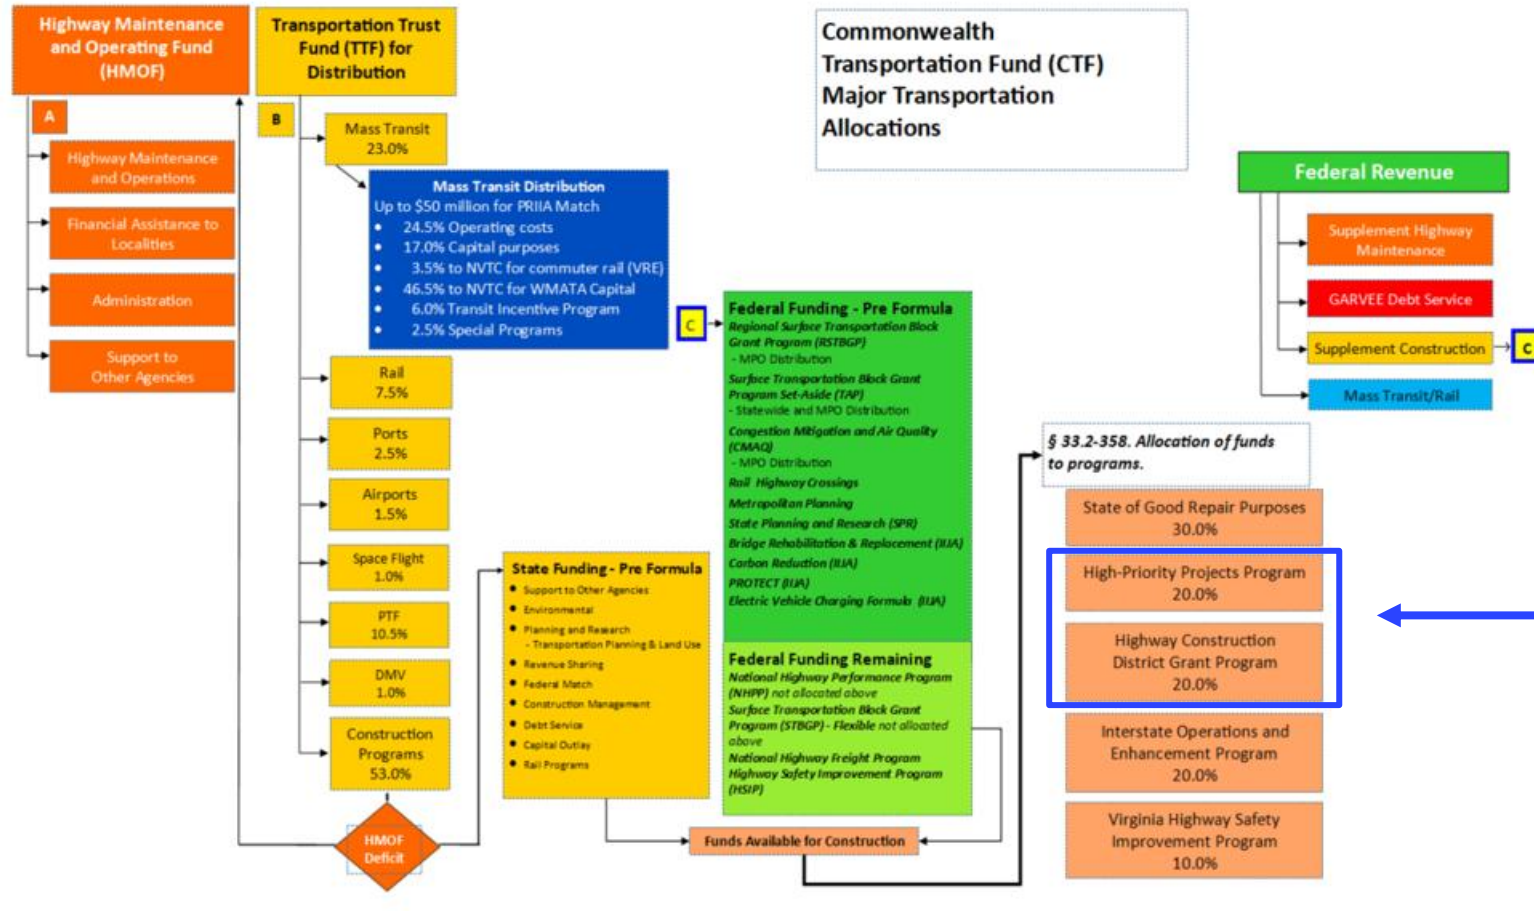 Highway Maintenance
and Operating Fund
(HMOF)
A
Highway Maintenance
and Operations
Financial Assistance to
Localities
Administration
Support to
Other Agencies
Transportation Trust
Fund (TTF) for
Distribution
B
Mass Transit
23.0%
Mass Transit Distribution
Up to $50 million for PRIIA Match
• 24.5% Operating costs
• 17.0% Capital purposes
• 3.5% to NVTC for commuter rail (VRE)
• 46.5% to NVTC for WMATA Capital
• 6.0% Transit Incentive Program
• 2.5% Special Programs
Rail
7.5%
Ports
2.5%
Airports
1.5%
Space Flight
1.0%
PTF
10.5%
DMV
1.0%
Construction
Programs
53.0%
HMOF
Deficit
State Funding - Pre Formula
• Support to Other Agencies
• Environmental
• Planning and Research
- Transportation Planning & Land Use
• Revenue Sharing
• Federal Match
• Construction Management
• Debt Service
• Capital Outlay
• Rail Programs
Commonwealth
Transportation Fund (CTF)
Major Transportation
Allocations
C
Federal Funding - Pre Formula
Regional Surface Transportation Block
Grant Program (RSTBGP)
- MPO Distribution
Surface Transportation Block Grant
Program Set-Aside (TAP)
- Statewide and MPO Distribution
Congestion Mitigation and Air Quality
(CMAQ)
- MPO Distribution
Rail Highway Crossings
Metropolitan Planning
State Planning and Research (SPR)
Bridge Rehabilitation & Replacement (IIJA)
Carbon Reduction (IIJA)
PROTECT (IIJA)
Electric Vehicle Charging Formula (IIJA)
Federal Funding Remaining
National Highway Performance Program
(NHPP) not allocated above
Surface Transportation Block Grant
Program (STBGP) - Flexible not allocated
above
National Highway Freight Program
Highway Safety Improvement Program
(HSIP)
Funds Available for Construction
Federal Revenue
Supplement Highway
Maintenance
GARVEE Debt Service
Supplement Construction
C
Mass Transit/Rail
§ 33.2-358. Allocation of funds
to programs.
State of Good Repair Purposes
30.0%
High-Priority Projects Program
20.0%
Highway Construction
District Grant Program
20.0%
Interstate Operations and
Enhancement Program
20.0%
Virginia Highway Safety
Improvement Program
10.0%